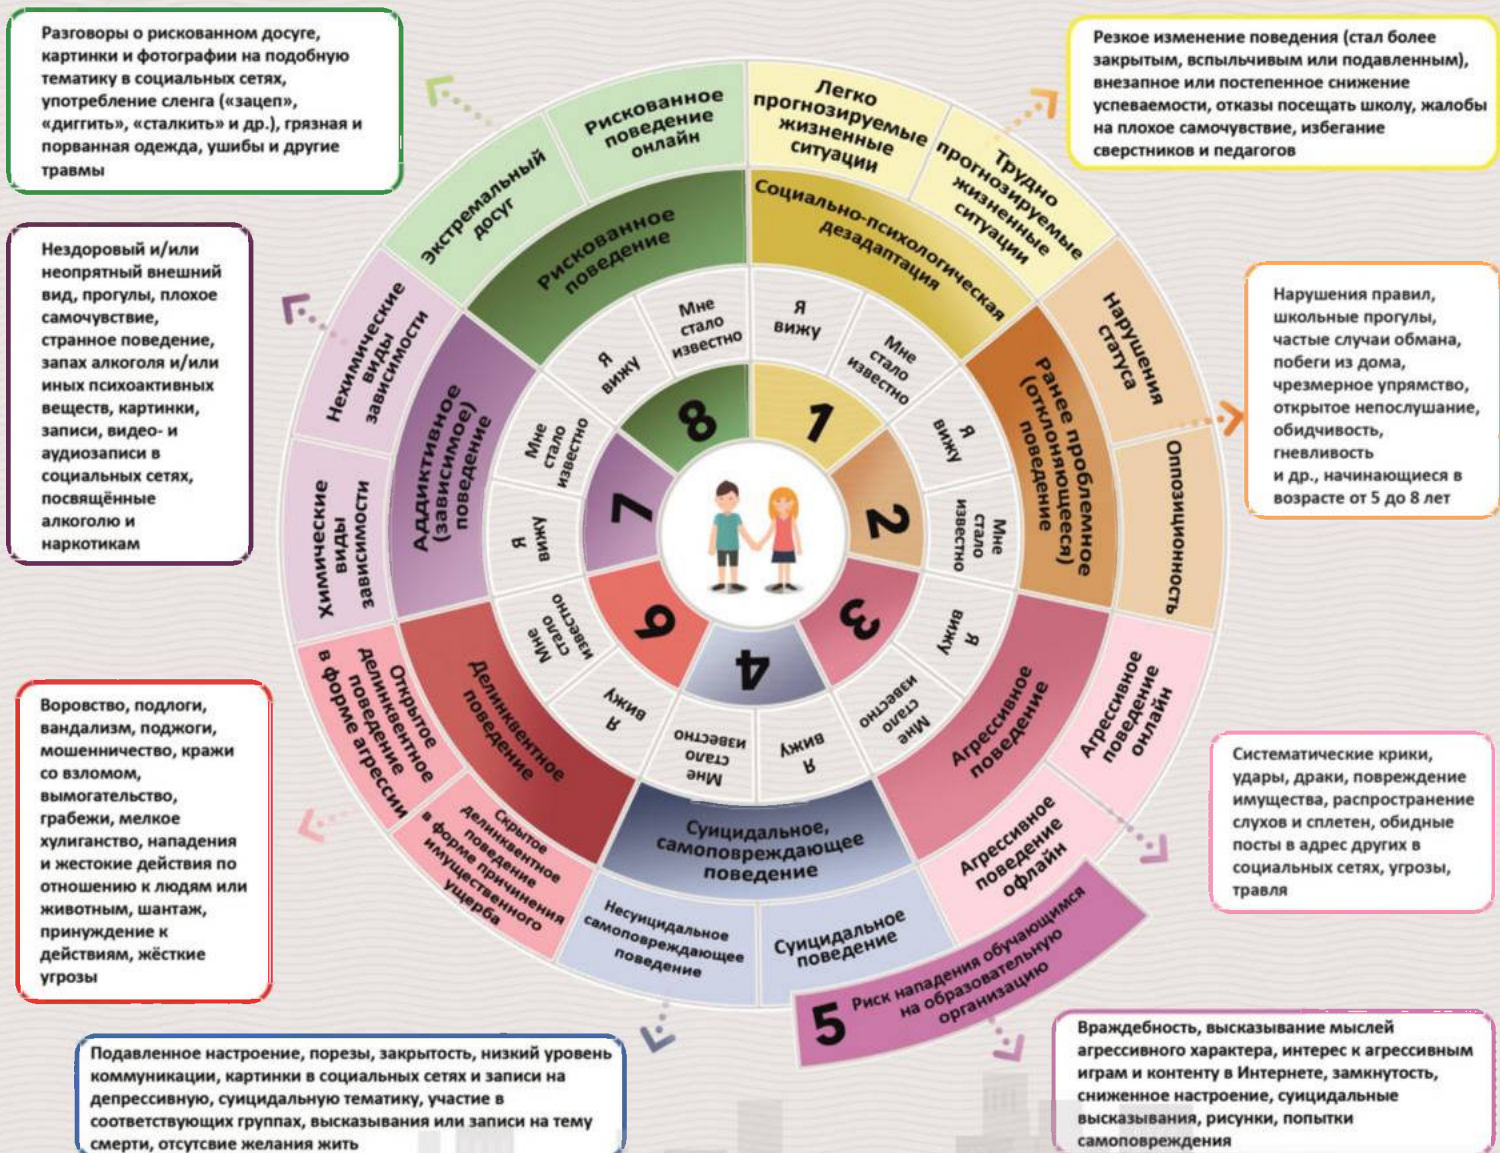 Разговоры о рискованном досуге,
картинки и фотографии на подобную
тематику в социальных сетях,
употребление сленга («зацеп»,
«диггить», «сталкить» и др.), грязная и
порванная одежда, ушибы и другие
травмы
Резкое изменение поведения (стал более
закрытым, вспыльчивым или подавленным),
внезапное или постепенное снижение
успеваемости, отказы посещать школу, жалобы
на плохое самочувствие, избегание
сверстников и педагогов
Нездоровый и/или
неопрятный внешний
вид, прогулы, плохое
самочувствие,
странное поведение,
запах алкоголя и/или
иных психоактивных
веществ, картинки,
записи, видео- и
аудиозаписи в
социальных сетях,
посвящённые
алкоголю и
наркотикам
Нарушения правил,
школьные прогулы,
частые случаи обмана,
побеги из дома,
чрезмерное упрямство,
открытое непослушание,
обидчивость,
гневливость
и др., начинающиеся в
возрасте от 5 до 8 лет
Воровство, подлоги,
вандализм, поджоги,
мошенничество, кражи
со взломом,
вымогательство,
грабежи, мелкое
хулиганство, нападения
и жестокие действия по
отношению к людям или
животным, шантаж,
принуждение к
действиям, жёсткие
угрозы
Систематические крики,
удары, драки, повреждение
имущества, распространение
слухов и сплетен, обидные
посты в адрес других в
социальных сетях, угрозы,
травля
Подавленное настроение, порезы, закрытость, низкий уровень
коммуникации, картинки в социальных сетях и записи на
депрессивную, суицидальную тематику, участие в
соответствующих группах, высказывания или записи на тему
смерти, отсутсвие желания жить
Враждебность, высказывание мыслей
агрессивного характера, интерес к агрессивным
играм и контенту в Интернете, замкнутость,
сниженное настроение, суицидальные
высказывания, рисунки, попытки
самоповреждения
Легко
прогнозируемые
жизненные
ситуации
Трудно
прогнозируемые
жизненные
ситуации
Социально-психологическая
дезадаптация
Я
вижу
Мне
стало
известно
1
Нарушения
статуса
Оппозиционность
Ранее проблемное
(отклоняющееся)
поведение
Я
вижу
Мне
стало
известно
2
Агрессивное
поведение
онлайн
Агрессивное
поведение
офлайн
Агрессивное
поведение
Я
вижу
Мне
стало
известно
3
Суицидальное
поведение
Несуицидальное
самоповреждающее
поведение
Суицидальное,
самоповреждающее
поведение
Я
вижу
Мне
стало
известно
4
5
Риск нападения обучающимся
на образовательную
организацию
Скрытое
делинквентное
поведение
в форме причинения
имущественного
ущерба
Открытое
делинквентное
поведение
в форме агрессии
Делинквентное
поведение
Я
вижу
Мне
стало
известно
6
Химические
виды
зависимости
Нехимические
виды
зависимости
Аддиктивное
(зависимое)
поведение
Я
вижу
Мне
стало
известно
7
Экстремальный
досуг
Рискованное
поведение
онлайн
Рискованное
поведение
Я
вижу
Мне
стало
известно
8